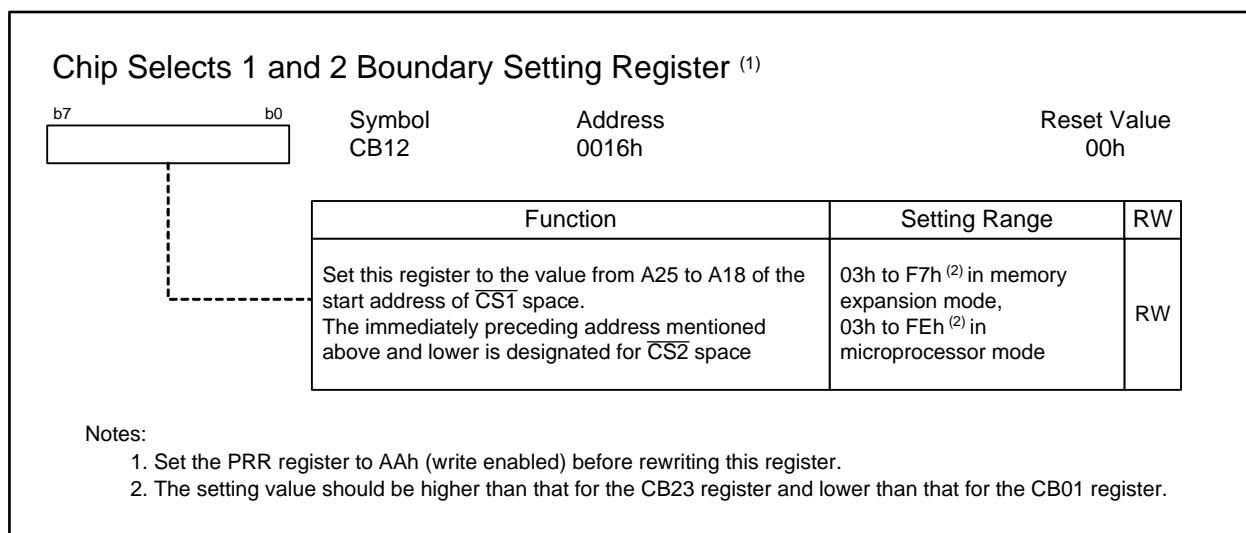 Chip Selects 1 and 2 Boundary Setting Register (1)
b7 b0
Symbol Address Reset Value
CB12 0016h 00h
Function Setting Range RW
Set this register to the value from A25 to A18 of the
start address of CS1 space.
The immediately preceding address mentioned
above and lower is designated for CS2 space
03h to F7h (2) in memory
expansion mode,
03h to FEh (2) in
microprocessor mode
RW
Notes:
1. Set the PRR register to AAh (write enabled) before rewriting this register.
2. The setting value should be higher than that for the CB23 register and lower than that for the CB01 register.